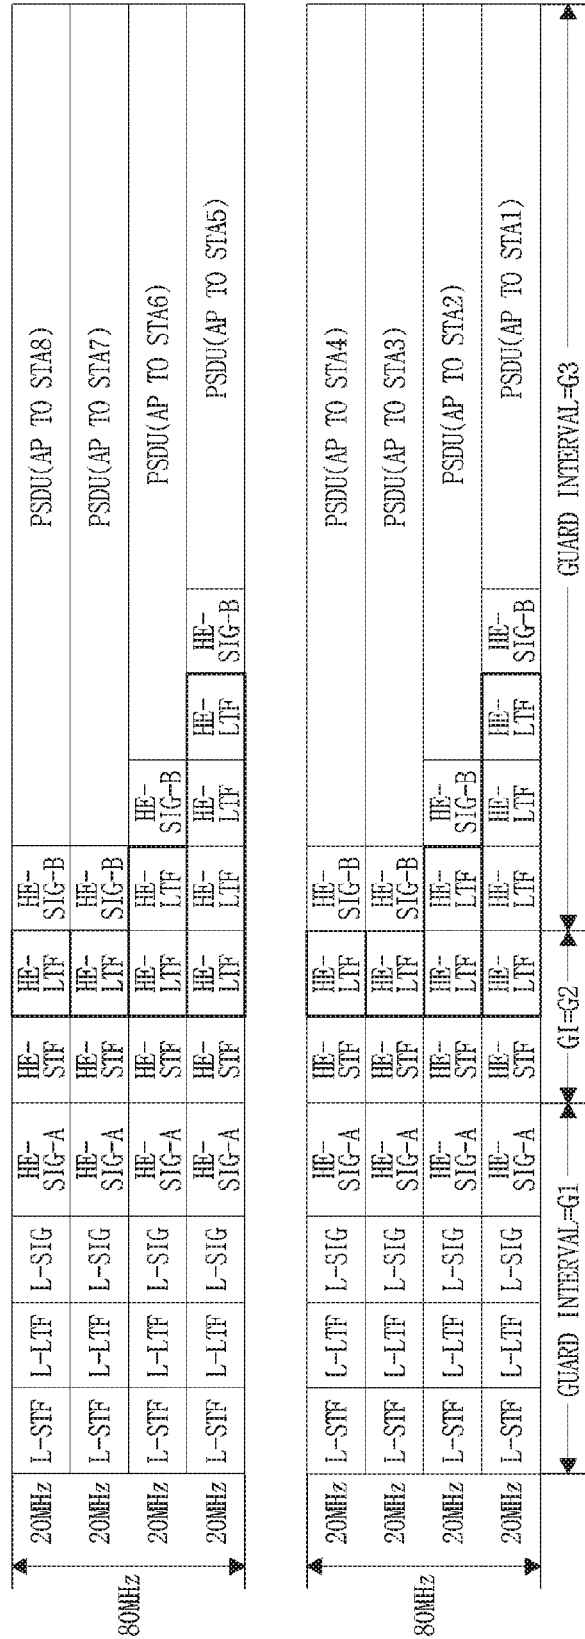 80MHz
20MHz L-STF L-LTF L-SIG HE-SIG-A HE-STF HE-LTF HE-SIG-B PSDU(AP TO STA8)
20MHz L-STF L-LTF L-SIG HE-SIG-A HE-STF HE-LTF HE-SIG-B PSDU(AP TO STA7)
20MHz L-STF L-LTF L-SIG HE-SIG-A HE-STF HE-LTF HE-LTF HE-SIG-B PSDU(AP TO STA6)
20MHz L-STF L-LTF L-SIG HE-SIG-A HE-STF HE-LTF HE-LTF HE-LTF HE-LTF HE-SIG-B PSDU(AP TO STA5)
80MHz
20MHz L-STF L-LTF L-SIG HE-SIG-A HE-STF HE-LTF HE-SIG-B PSDU(AP TO STA4)
20MHz L-STF L-LTF L-SIG HE-SIG-A HE-STF HE-LTF HE-SIG-B PSDU(AP TO STA3)
20MHz L-STF L-LTF L-SIG HE-SIG-A HE-STF HE-LTF HE-LTF HE-SIG-B PSDU(AP TO STA2)
20MHz L-STF L-LTF L-SIG HE-SIG-A HE-STF HE-LTF HE-LTF HE-LTF HE-LTF HE-SIG-B PSDU(AP TO STA1)
GUARD INTERVAL=G1 GI=G2 GUARD INTERVAL=G3